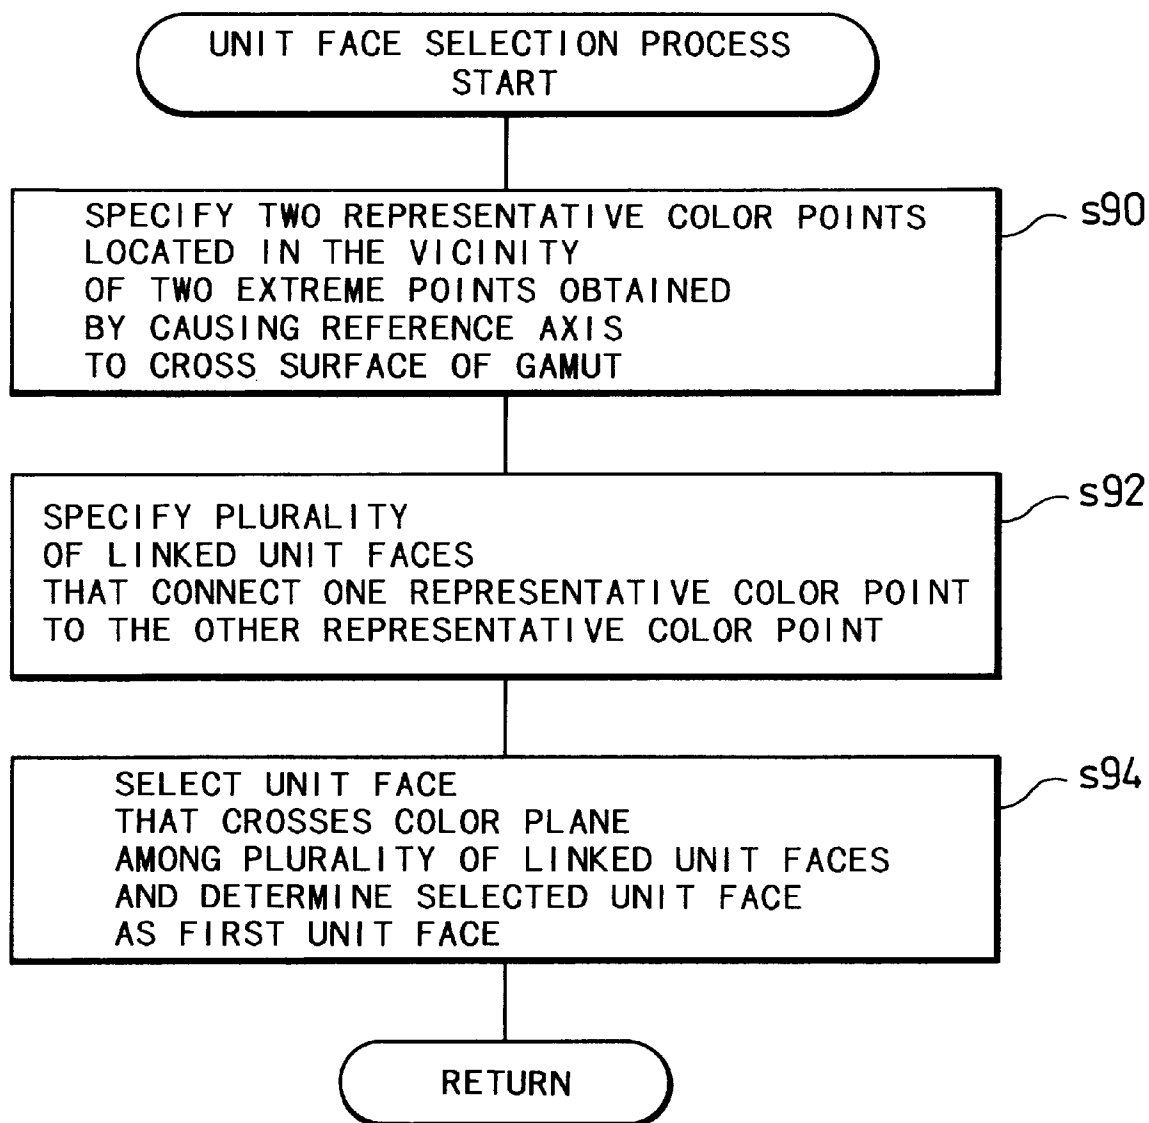 UNIT FACE SELECTION PROCESS
START
SPECIFY TWO REPRESENTATIVE COLOR POINTS
LOCATED IN THE VICINITY
OF TWO EXTREME POINTS OBTAINED
BY CAUSING REFERENCE AXIS
TO CROSS SURFACE OF GAMUT
s90
SPECIFY PLURALITY
OF LINKED UNIT FACES
THAT CONNECT ONE REPRESENTATIVE COLOR POINT
TO THE OTHER REPRESENTATIVE COLOR POINT
s92
SELECT UNIT FACE
THAT CROSSES COLOR PLANE
AMONG PLURALITY OF LINKED UNIT FACES
AND DETERMINE SELECTED UNIT FACE
AS FIRST UNIT FACE
s94
RETURN